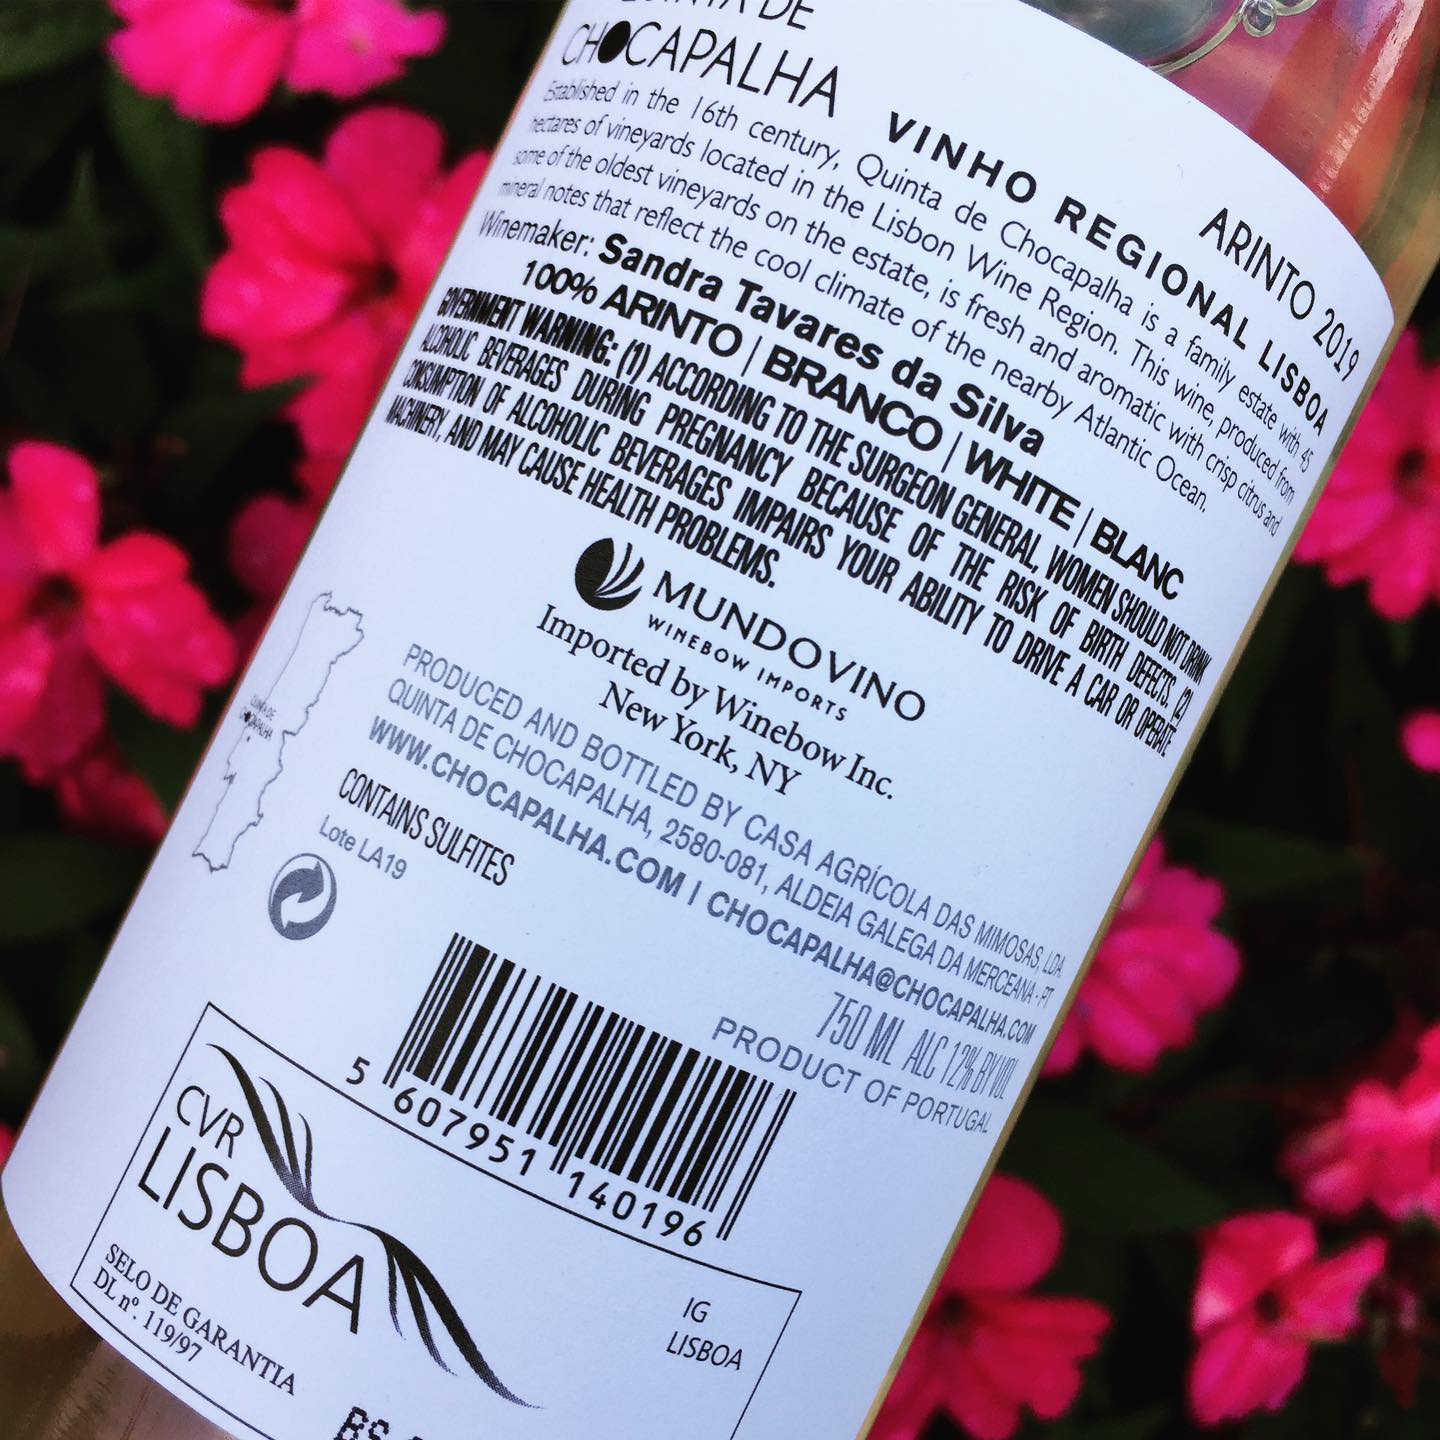 QUINTA DE
CHOCAPALHA
ARINTO 2019
VINHO REGIONAL LISBOA
Established in the 16th century, Quinta de Chocapalha is a family estate with 45
hectares of vineyards located in the Lisbon Wine Region. This wine, produced from
some of the oldest vineyards on the estate, is fresh and aromatic with crisp citrus and
mineral notes that reflect the cool climate of the nearby Atlantic Ocean.
Winemaker: Sandra Tavares da Silva
100% ARINTO | BRANCO | WHITE | BLANC
GOVERNMENT WARNING: (1) ACCORDING TO THE SURGEON GENERAL, WOMEN SHOULD NOT DRINK
ALCOHOLIC BEVERAGES DURING PREGNANCY BECAUSE OF THE RISK OF BIRTH DEFECTS. (2)
CONSUMPTION OF ALCOHOLIC BEVERAGES IMPAIRS YOUR ABILITY TO DRIVE A CAR OR OPERATE
MACHINERY, AND MAY CAUSE HEALTH PROBLEMS.
MUNDOVINO
WINEBOW IMPORTS
Imported by Winebow Inc.
New York, NY
QUINTA DE
CHOCAPALHA
PRODUCED AND BOTTLED BY CASA AGRÍCOLA DAS MIMOSAS, LDA.
QUINTA DE CHOCAPALHA, 2580-081, ALDEIA GALEGA DA MERCEANA - PT
WWW.CHOCAPALHA.COM I CHOCAPALHA@CHOCAPALHA.COM
CONTAINS SULFITES
750 ML ALC 12% BY VOL
Lote LA19
PRODUCT OF PORTUGAL
5 607951 140196
CVR
LISBOA
SELO DE GARANTIA
DL nº. 119/97
IG
LISBOA